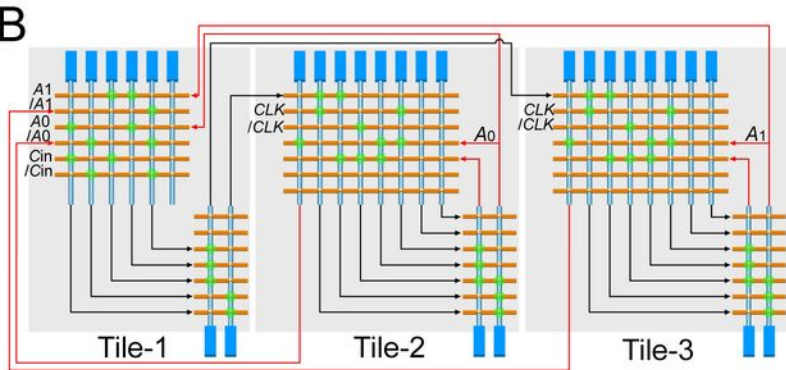 B
A1
/A1
A0
/A0
Cin
/Cin
CLK
/CLK
A0
CLK
/CLK
A1
Tile-1
Tile-2
Tile-3